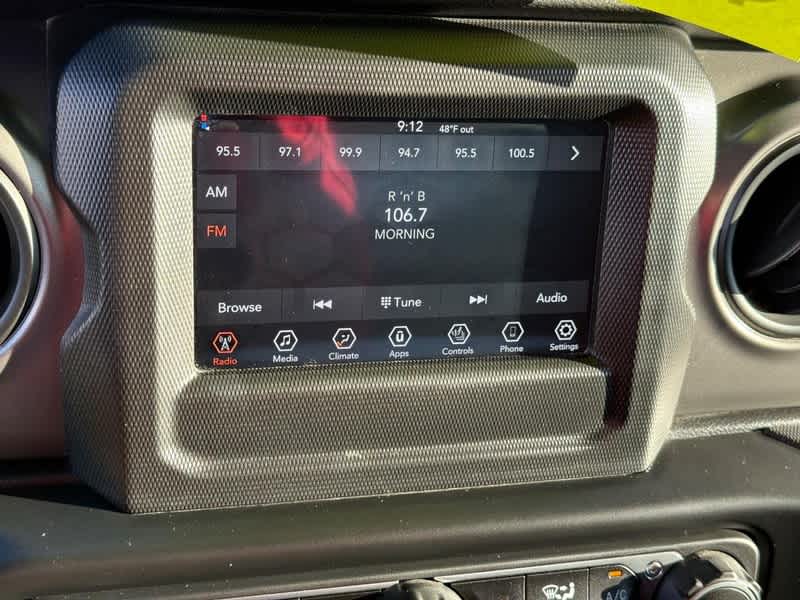 9:12 48°F out
95.5 97.1 99.9 94.7 95.5 100.5
AM
R 'n' B
106.7
FM
MORNING
Browse Tune Audio
Radio Media Climate Apps Controls Phone Settings
A/C